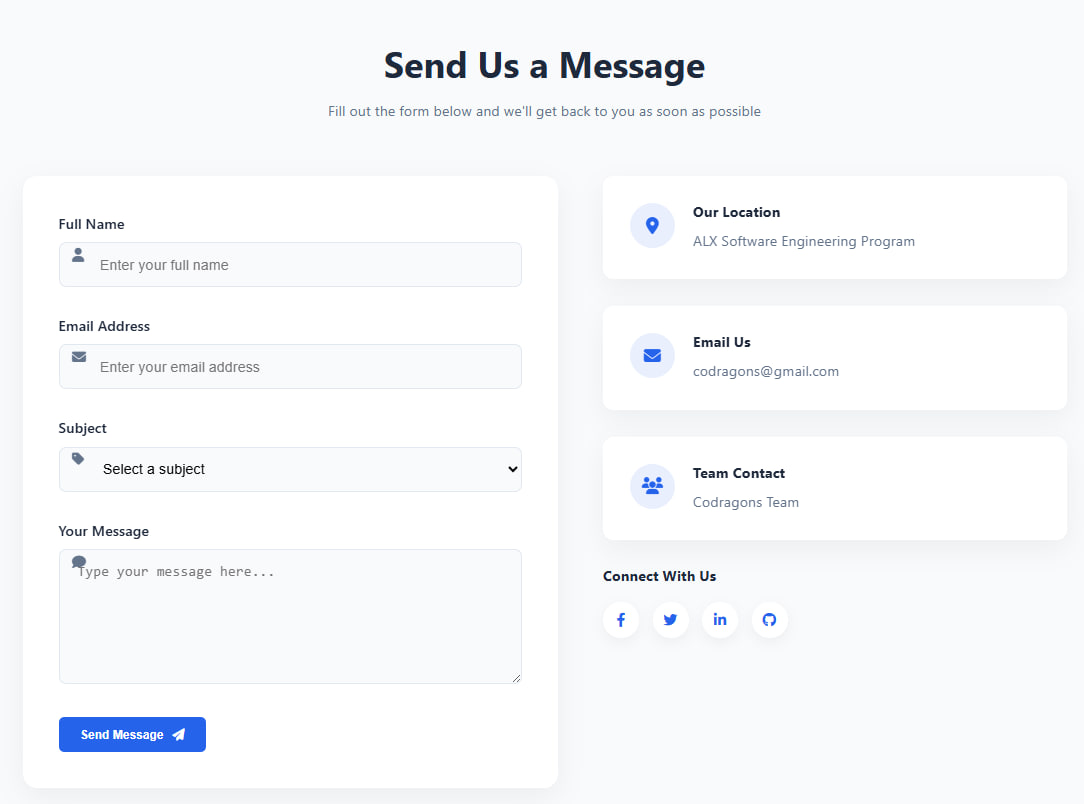 Send Us a Message
Fill out the form below and we'll get back to you as soon as possible
Full Name
Enter your full name
Email Address
Enter your email address
Subject
Select a subject
Your Message
Type your message here...
Send Message
Our Location
ALX Software Engineering Program
Email Us
codragons@gmail.com
Team Contact
Codragons Team
Connect With Us